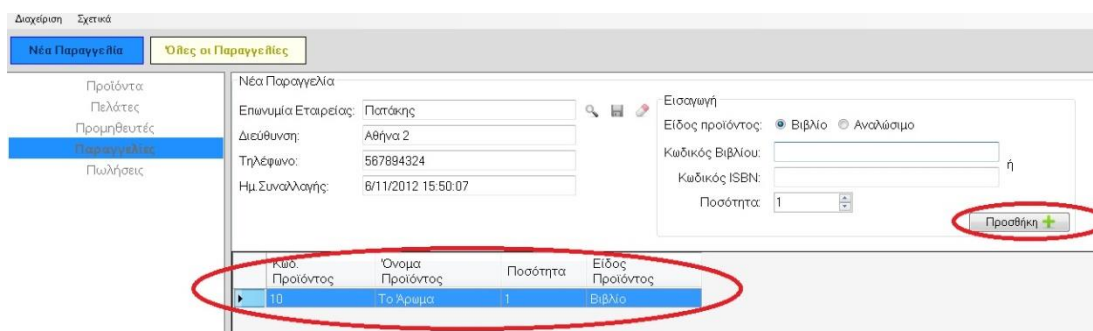 Διαχείριση Σχετικά
Νέα Παραγγελία Όλες οι Παραγγελίες
Προϊόντα
Πελάτες
Προμηθευτές
Παραγγελίες
Πωλήσεις
Νέα Παραγγελία
Επωνυμία Εταιρείας: Πατάκης
Διεύθυνση: Αθήνα 2
Τηλέφωνο: 567894324
Ημ.Συναλλαγής: 6/11/2012 15:50:07
Εισαγωγή
Είδος προϊόντος: Βιβλίο Αναλώσιμο
Κωδικός Βιβλίου:
ή
Κωδικός ISBN:
Ποσότητα: 1
Προσθήκη
Κωδ. Προϊόντος Όνομα Προϊόντος Ποσότητα Είδος Προϊόντος
10 Το Άρωμα 1 Βιβλίο